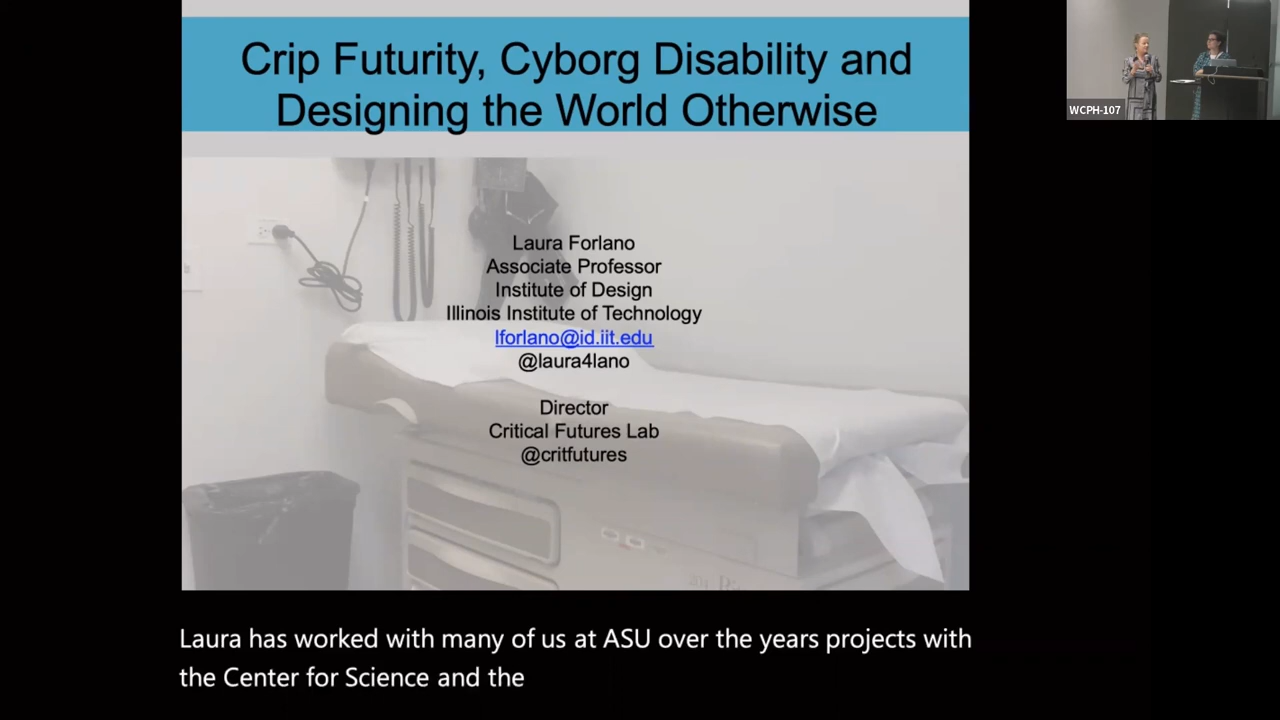 Crip Futurity, Cyborg Disability and
Designing the World Otherwise
WCPH-107
Laura Forlano
Associate Professor
Institute of Design
Illinois Institute of Technology
lforlano@id.iit.edu
@laura4lano
Director
Critical Futures Lab
@critfutures
Laura has worked with many of us at ASU over the years projects with
the Center for Science and the